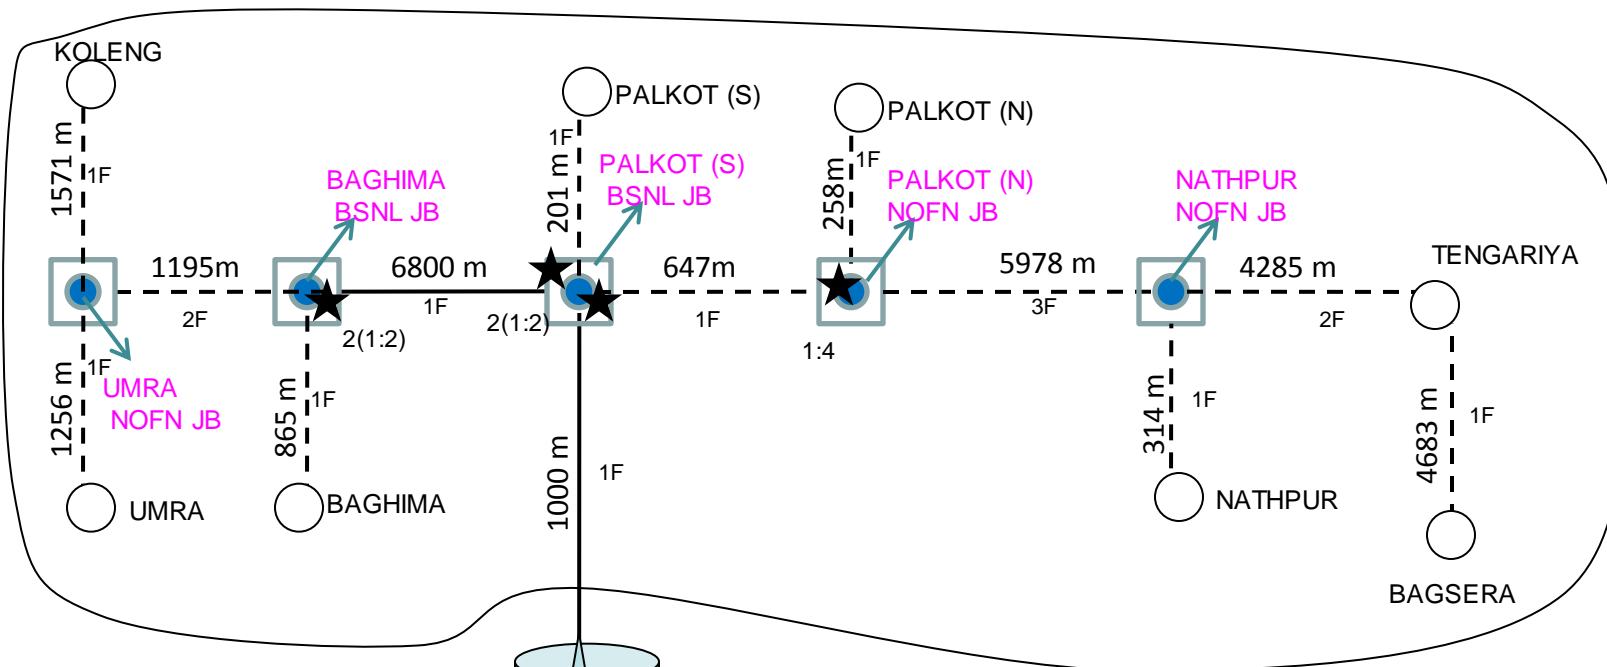 KOLENG
PALKOT (S)
PALKOT (N)
1571 m
1F
1F
201 m
PALKOT (S)
BSNL JB
258m
1F
BAGHIMA
BSNL JB
PALKOT (N)
NOFN JB
NATHPUR
NOFN JB
1195m
6800 m
647m
5978 m
4285 m
TENGARIYA
2F
1F
1F
3F
2F
2(1:2)
2(1:2)
1:4
1256 m
1F
UMRA
NOFN JB
865 m
1F
1000 m
1F
314 m
1F
4683 m
1F
UMRA
BAGHIMA
NATHPUR
BAGSERA